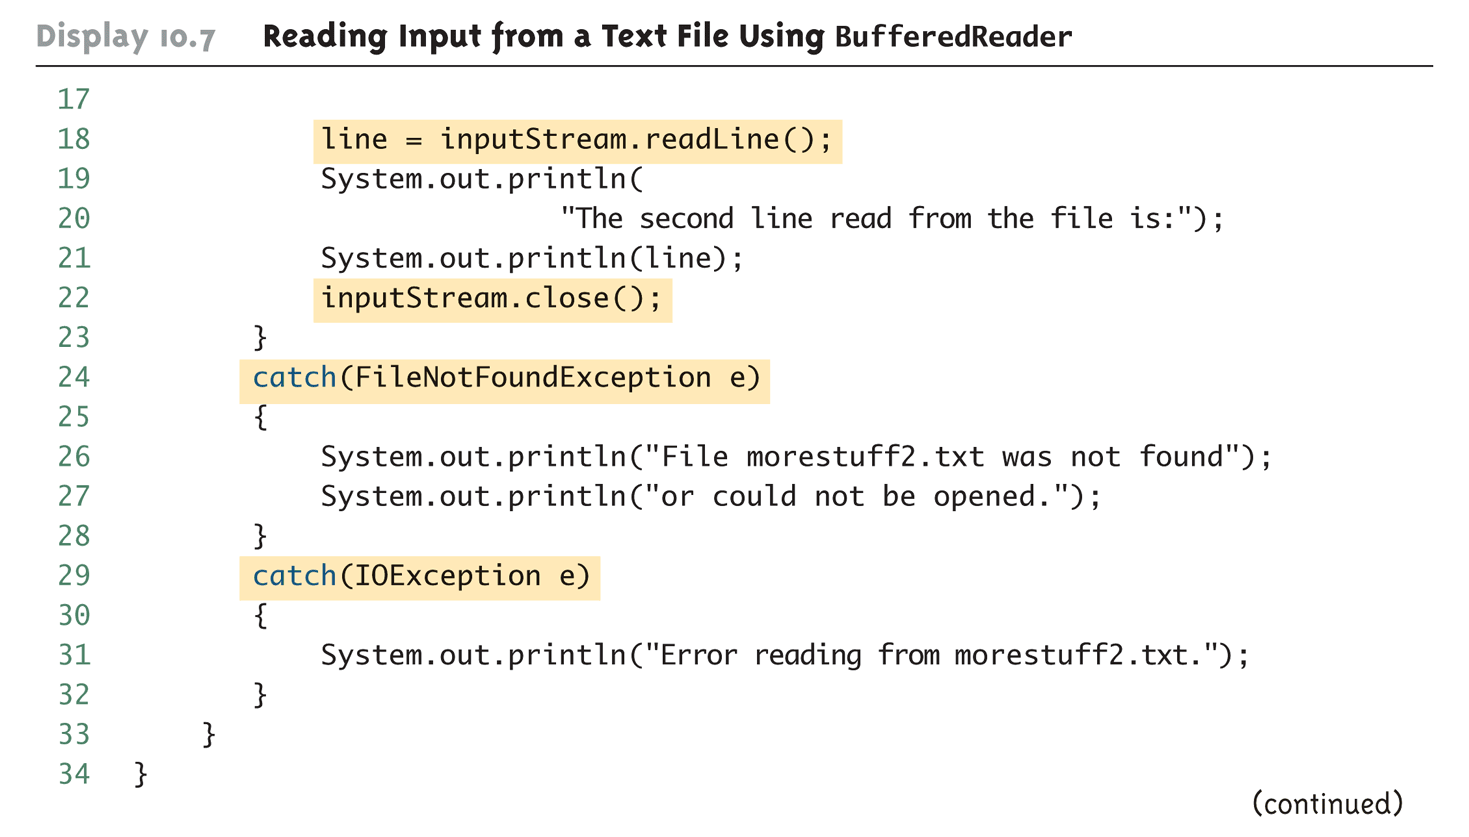 Display 10.7 Reading Input from a Text File Using BufferedReader
17
18 line = inputStream.readLine();
19 System.out.println(
20 "The second line read from the file is:");
21 System.out.println(line);
22 inputStream.close();
23 }
24 catch(FileNotFoundException e)
25 {
26 System.out.println("File morestuff2.txt was not found");
27 System.out.println("or could not be opened.");
28 }
29 catch(IOException e)
30 {
31 System.out.println("Error reading from morestuff2.txt.");
32 }
33 }
34 }
(continued)